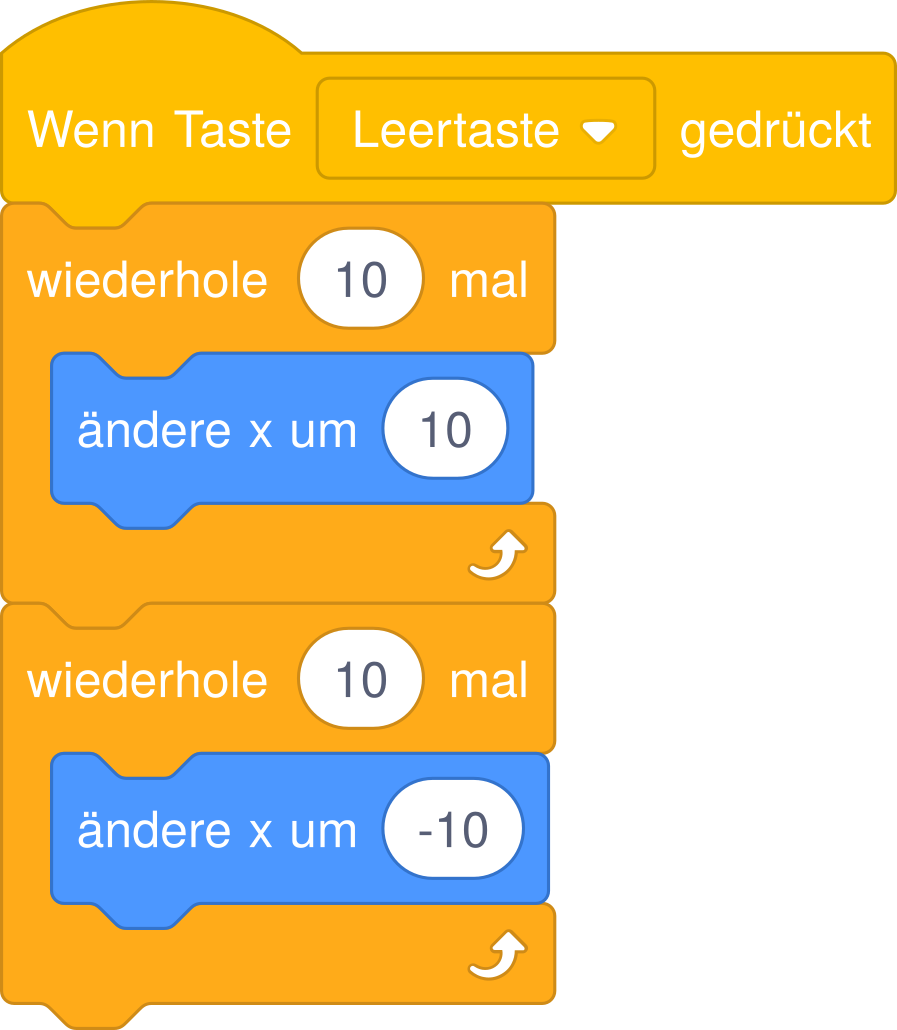 Wenn Taste Leertaste gedrückt
wiederhole 10 mal
ändere x um 10
wiederhole 10 mal
ändere x um -10